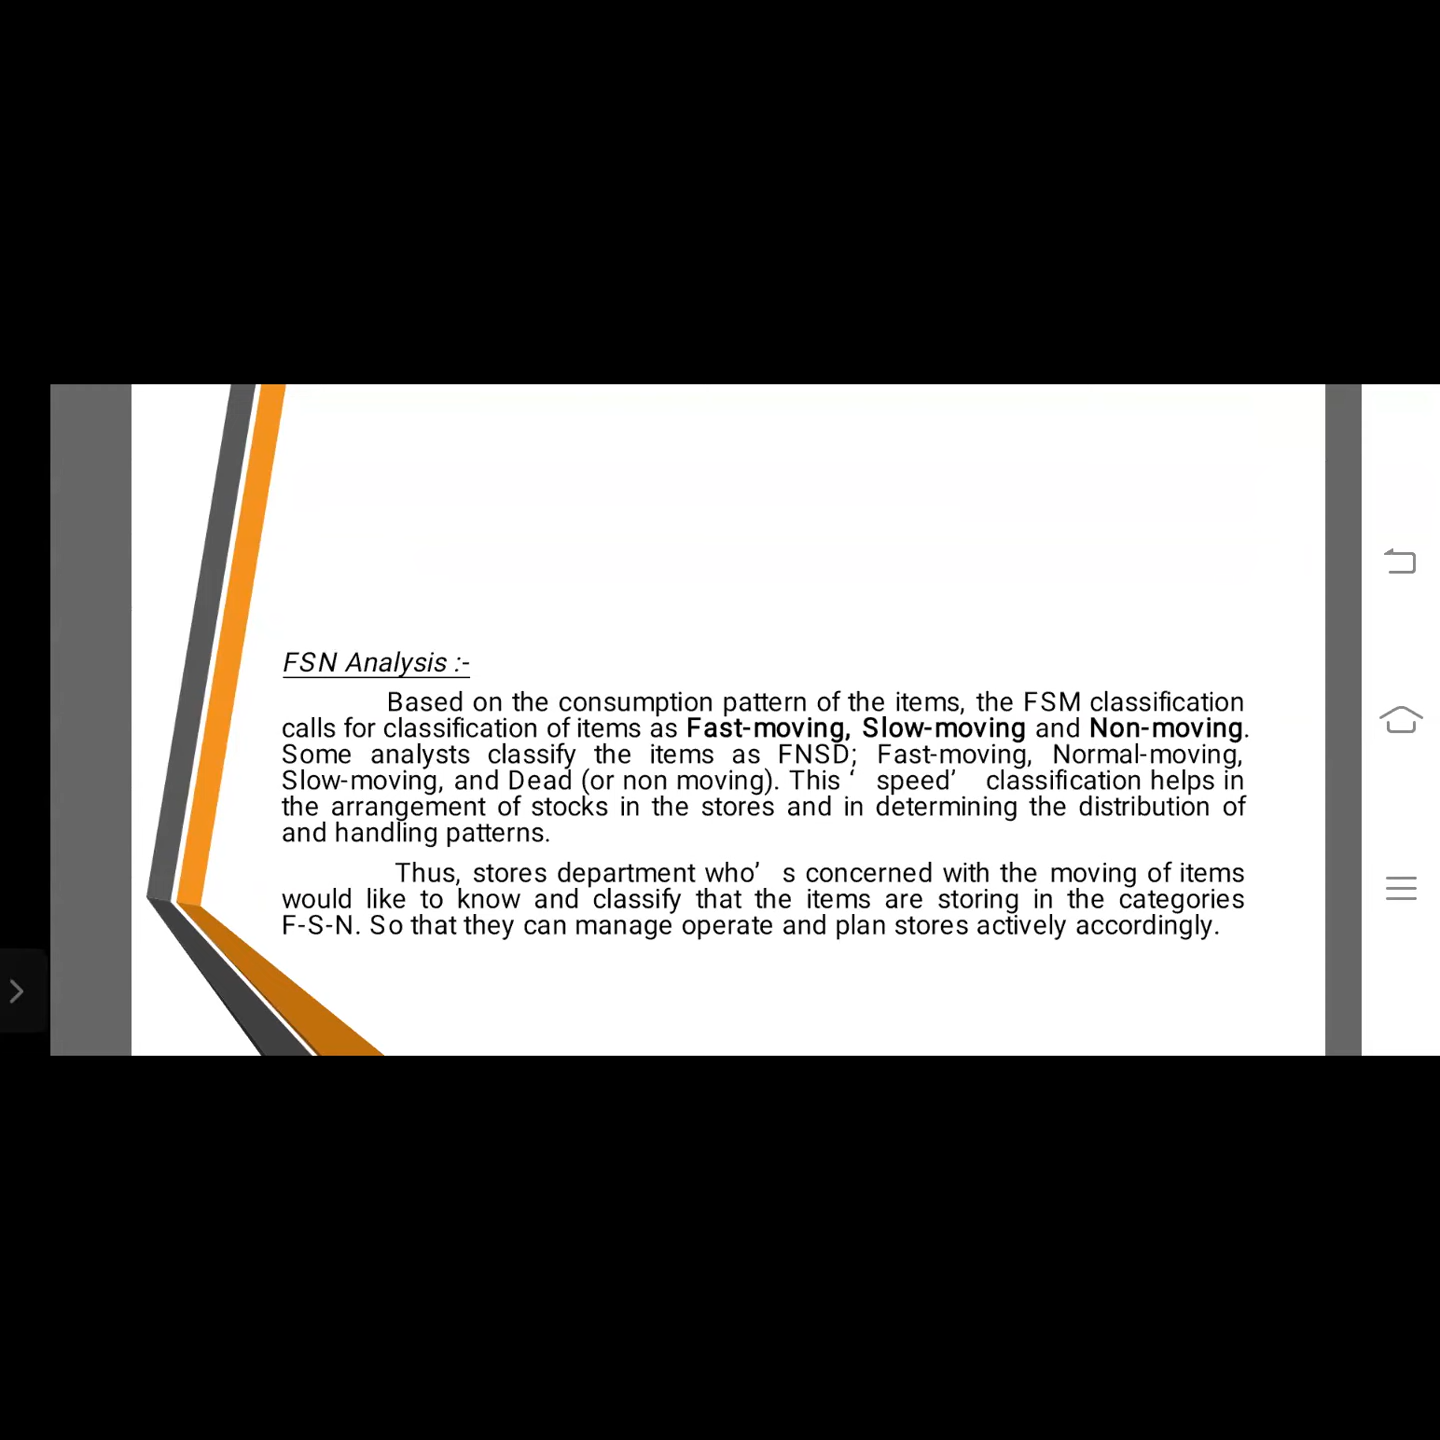 FSN Analysis :-
Based on the consumption pattern of the items, the FSM classification
calls for classification of items as Fast-moving, Slow-moving and Non-moving.
Some analysts classify the items as FNSD; Fast-moving, Normal-moving,
Slow-moving, and Dead (or non moving). This ‘ speed’ classification helps in
the arrangement of stocks in the stores and in determining the distribution of
and handling patterns.
Thus, stores department who’ s concerned with the moving of items
would like to know and classify that the items are storing in the categories
F-S-N. So that they can manage operate and plan stores actively accordingly.